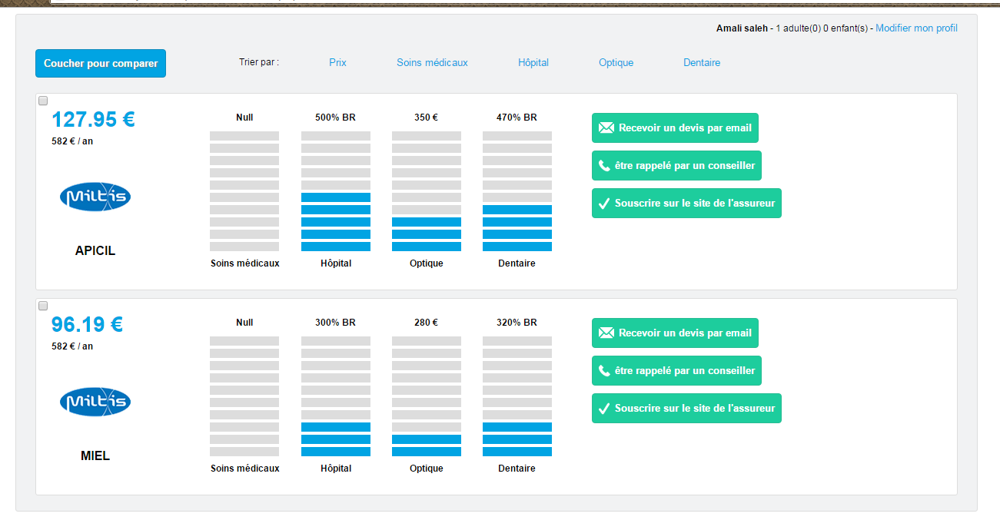 Amali saleh - 1 adulte(0) 0 enfant(s) - Modifier mon profil
Coucher pour comparer
Trier par : Prix Soins médicaux Hôpital Optique Dentaire
127.95 €
582 € / an
Miltis
APICIL
Null 500% BR 350 € 470% BR
Soins médicaux Hôpital Optique Dentaire
Recevoir un devis par email
être rappelé par un conseiller
Souscrire sur le site de l'assureur
96.19 €
582 € / an
Miltis
MIEL
Null 300% BR 280 € 320% BR
Soins médicaux Hôpital Optique Dentaire
Recevoir un devis par email
être rappelé par un conseiller
Souscrire sur le site de l'assureur